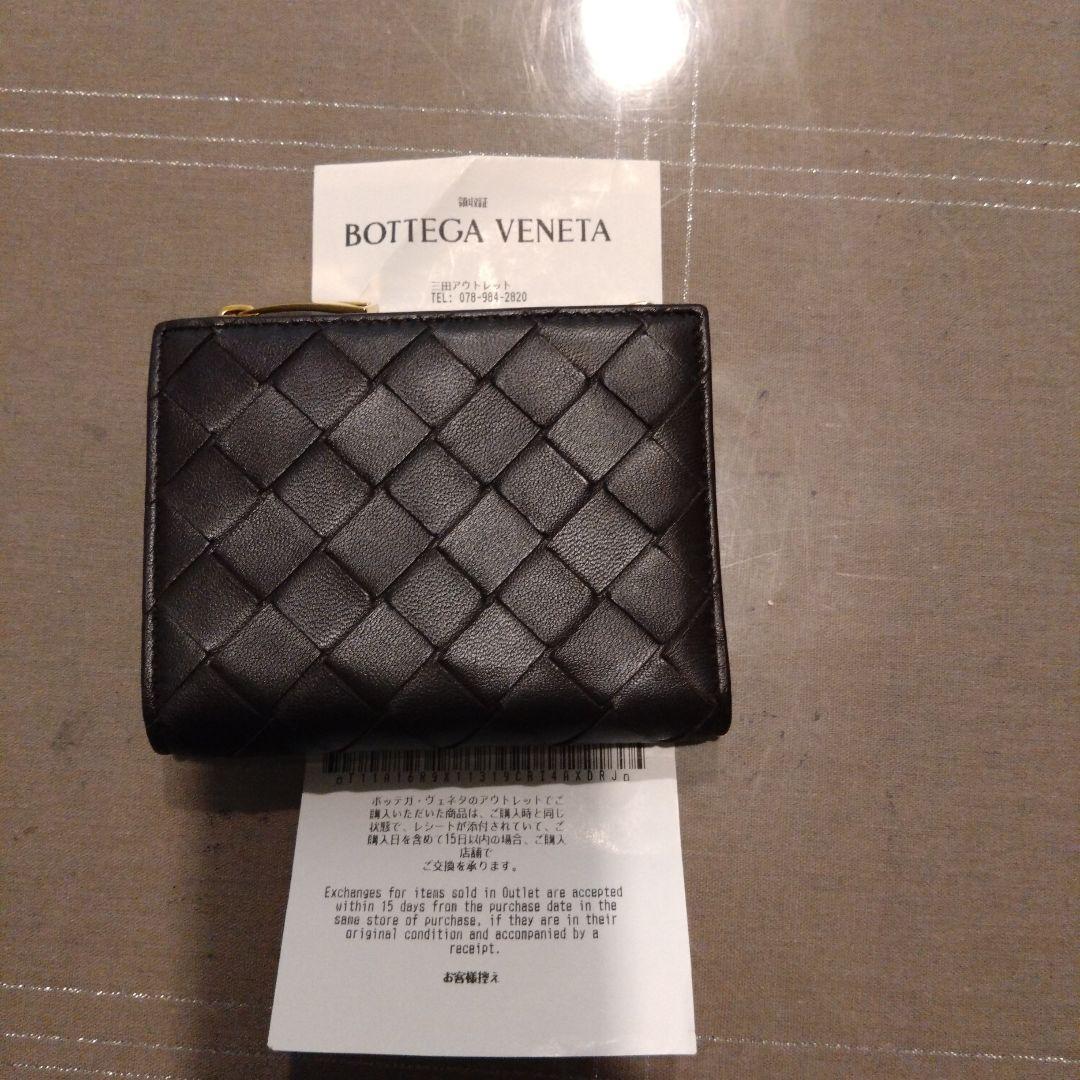 領収証
BOTTEGA VENETA
三田アウトレット
TEL: 078-984-2820
ボッテガ・ヴェネタのアウトレットでご
購入いただいた商品は、ご購入時と同じ
状態で、レシートが添付されていて、ご
購入日を含めて15日以内の場合、ご購入
店舗で
ご交換を承ります。
Exchanges for items sold in Outlet are accepted
within 15 days from the purchase date in the
same store of purchase, if they are in their
original condition and accompanied by a
receipt.
お客様控え